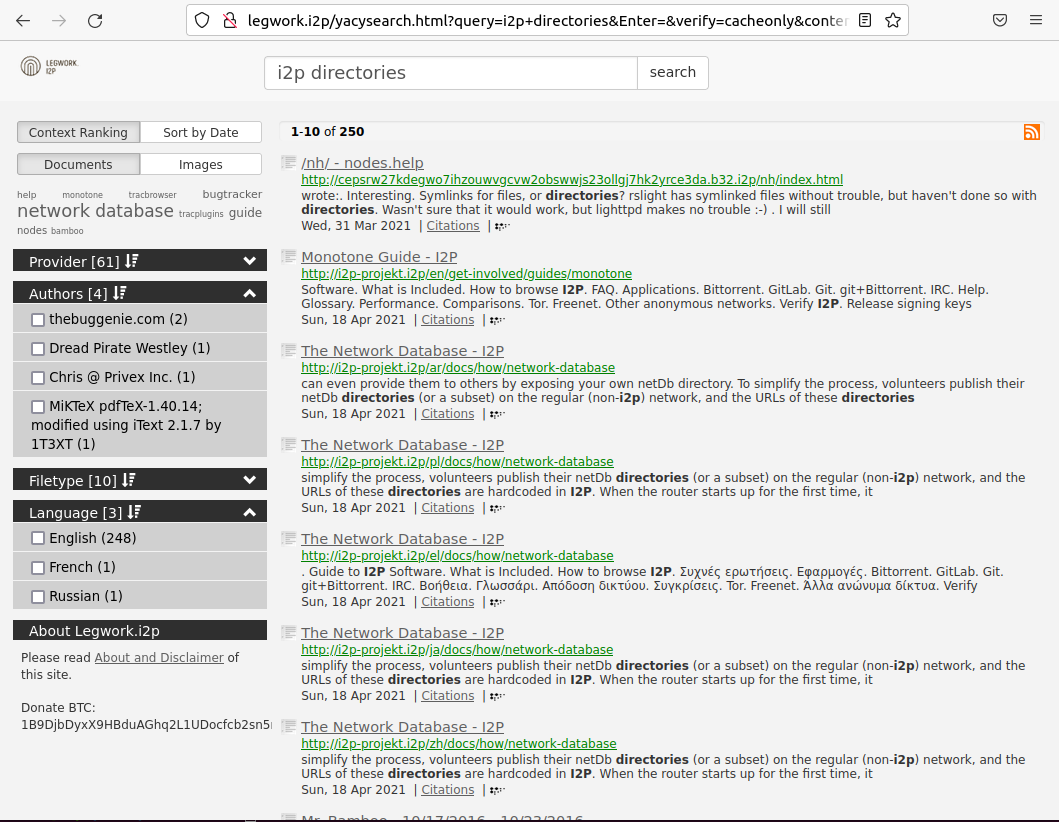 legwork.i2p/yacysearch.html?query=i2p+directories&Enter=&verify=cacheonly&conter
LEGWORK.
I2P
i2p directories
search
Context Ranking
Sort by Date
Documents
Images
help monotone tracbrowser bugtracker
network database tracplugins guide
nodes bamboo
Provider [61]
Authors [4]
thebuggenie.com (2)
Dread Pirate Westley (1)
Chris @ Privex Inc. (1)
MiKTeX pdfTeX-1.40.14;
modified using iText 2.1.7 by
1T3XT (1)
Filetype [10]
Language [3]
English (248)
French (1)
Russian (1)
About Legwork.i2p
Please read About and Disclaimer of
this site.
Donate BTC:
1B9DjbDyxX9HBduAGhq2L1UDocfcb2sn5
1-10 of 250
/nh/ - nodes.help
http://cepsrw27kdegwo7ihzouwvgcvw2obswwjs23ollgj7hk2yrce3da.b32.i2p/nh/index.html
wrote:. Interesting. Symlinks for files, or directories? rslight has symlinked files without trouble, but haven't done so with
directories. Wasn't sure that it would work, but lighttpd makes no trouble :-) . I will still
Wed, 31 Mar 2021 | Citations |
Monotone Guide - I2P
http://i2p-projekt.i2p/en/get-involved/guides/monotone
Software. What is Included. How to browse I2P. FAQ. Applications. Bittorrent. GitLab. Git. git+Bittorrent. IRC. Help.
Glossary. Performance. Comparisons. Tor. Freenet. Other anonymous networks. Verify I2P. Release signing keys
Sun, 18 Apr 2021 | Citations |
The Network Database - I2P
http://i2p-projekt.i2p/ar/docs/how/network-database
can even provide them to others by exposing your own netDb directory. To simplify the process, volunteers publish their
netDb directories (or a subset) on the regular (non-i2p) network, and the URLs of these directories
Sun, 18 Apr 2021 | Citations |
The Network Database - I2P
http://i2p-projekt.i2p/pl/docs/how/network-database
simplify the process, volunteers publish their netDb directories (or a subset) on the regular (non-i2p) network, and the
URLs of these directories are hardcoded in I2P. When the router starts up for the first time, it
Sun, 18 Apr 2021 | Citations |
The Network Database - I2P
http://i2p-projekt.i2p/el/docs/how/network-database
. Guide to I2P Software. What is Included. How to browse I2P. Συχνές ερωτήσεις. Εφαρμογές. Bittorrent. GitLab. Git.
git+Bittorrent. IRC. Βοήθεια. Γλωσσάρι. Απόδοση δικτύου. Συγκρίσεις. Tor. Freenet. Άλλα ανώνυμα δίκτυα. Verify
Sun, 18 Apr 2021 | Citations |
The Network Database - I2P
http://i2p-projekt.i2p/ja/docs/how/network-database
simplify the process, volunteers publish their netDb directories (or a subset) on the regular (non-i2p) network, and the
URLs of these directories are hardcoded in I2P. When the router starts up for the first time, it
Sun, 18 Apr 2021 | Citations |
The Network Database - I2P
http://i2p-projekt.i2p/zh/docs/how/network-database
simplify the process, volunteers publish their netDb directories (or a subset) on the regular (non-i2p) network, and the
URLs of these directories are hardcoded in I2P. When the router starts up for the first time, it
Sun, 18 Apr 2021 | Citations |
Mr. Bamboo - 10/17/2016 - 10/23/2016